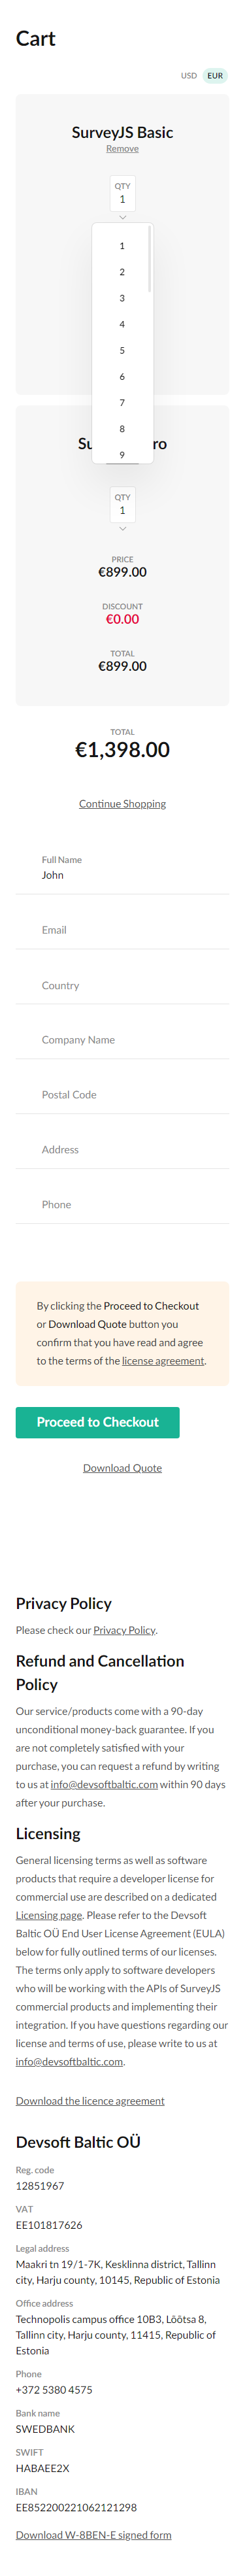 Cart
USD EUR
SurveyJS Basic
Remove
QTY
1
1
2
3
4
5
6
7
8
9
QTY
1
PRICE
€899.00
DISCOUNT
€0.00
TOTAL
€899.00
TOTAL
€1,398.00
Continue Shopping
Full Name
John
Email
Country
Company Name
Postal Code
Address
Phone
By clicking the Proceed to Checkout
or Download Quote button you
confirm that you have read and agree
to the terms of the license agreement.
Proceed to Checkout
Download Quote
Privacy Policy
Please check our Privacy Policy.
Refund and Cancellation
Policy
Our service/products come with a 90-day
unconditional money-back guarantee. If you
are not completely satisfied with your
purchase, you can request a refund by writing
to us at info@devsoftbaltic.com within 90 days
after your purchase.
Licensing
General licensing terms as well as software
products that require a developer license for
commercial use are described on a dedicated
Licensing page. Please refer to the Devsoft
Baltic OÜ End User License Agreement (EULA)
below for fully outlined terms of our licenses.
The terms only apply to software developers
who will be working with the APIs of SurveyJS
commercial products and implementing their
integration. If you have questions regarding our
license and terms of use, please write to us at
info@devsoftbaltic.com.
Download the licence agreement
Devsoft Baltic OÜ
Reg. code
12851967
VAT
EE101817626
Legal address
Maakri tn 19/1-7K, Kesklinna district, Tallinn
city, Harju county, 10145, Republic of Estonia
Office address
Technopolis campus office 10B3, Lõõtsa 8,
Tallinn city, Harju county, 11415, Republic of
Estonia
Phone
+372 5380 4575
Bank name
SWEDBANK
SWIFT
HABAEE2X
IBAN
EE852200221062121298
Download W-8BEN-E signed form